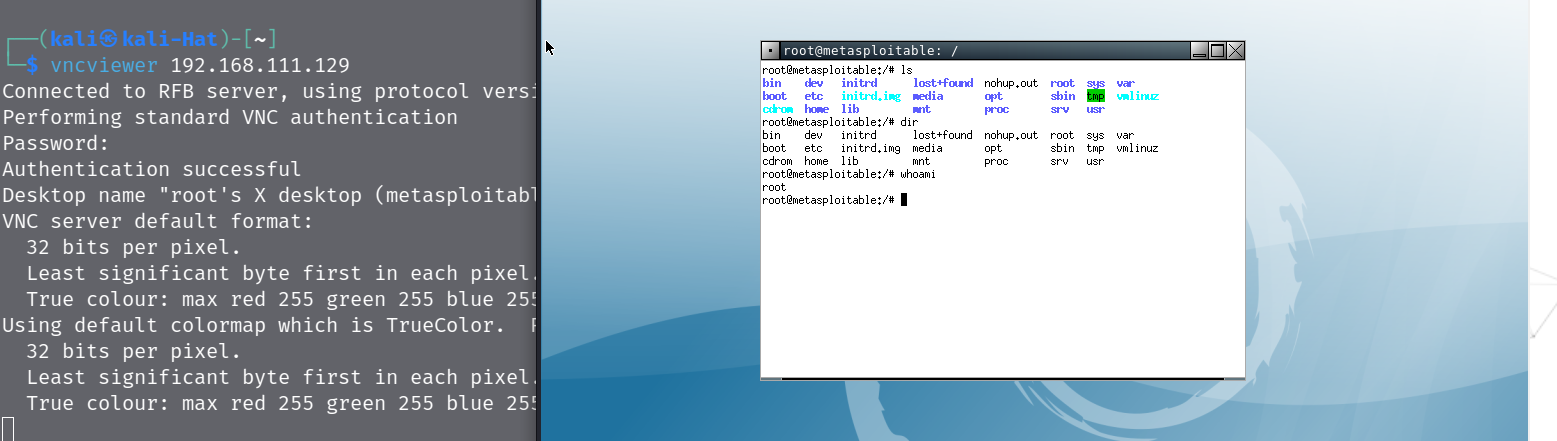 ┌──(kali㉿kali-Hat)-[~]
└─$ vncviewer 192.168.111.129
Connected to RFB server, using protocol versi
Performing standard VNC authentication
Password:
Authentication successful
Desktop name "root's X desktop (metasploitabl
VNC server default format:
  32 bits per pixel.
  Least significant byte first in each pixel.
  True colour: max red 255 green 255 blue 255
Using default colormap which is TrueColor.
  32 bits per pixel.
  Least significant byte first in each pixel.
  True colour: max red 255 green 255 blue 255
root@metasploitable: /
root@metasploitable:/# ls
bin    dev   initrd      lost+found  nohup.out  root  sys  var
boot   etc   initrd.img  media       opt        sbin  tmp  vmlinuz
cdrom  home  lib         mnt         proc       srv   usr
root@metasploitable:/# dir
bin    dev   initrd      lost+found  nohup.out  root  sys  var
boot   etc   initrd.img  media       opt        sbin  tmp  vmlinuz
cdrom  home  lib         mnt         proc       srv   usr
root@metasploitable:/# whoami
root
root@metasploitable:/#